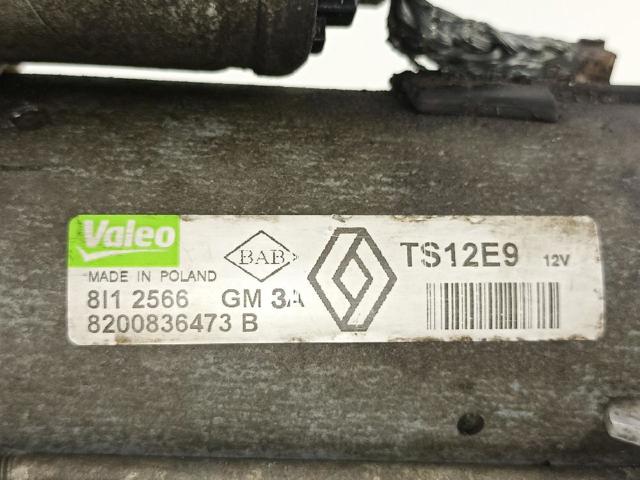 Valeo
MADE IN POLAND
8I1 2566 GM 3A
8200836473 B
BAB
TS12E9 12V